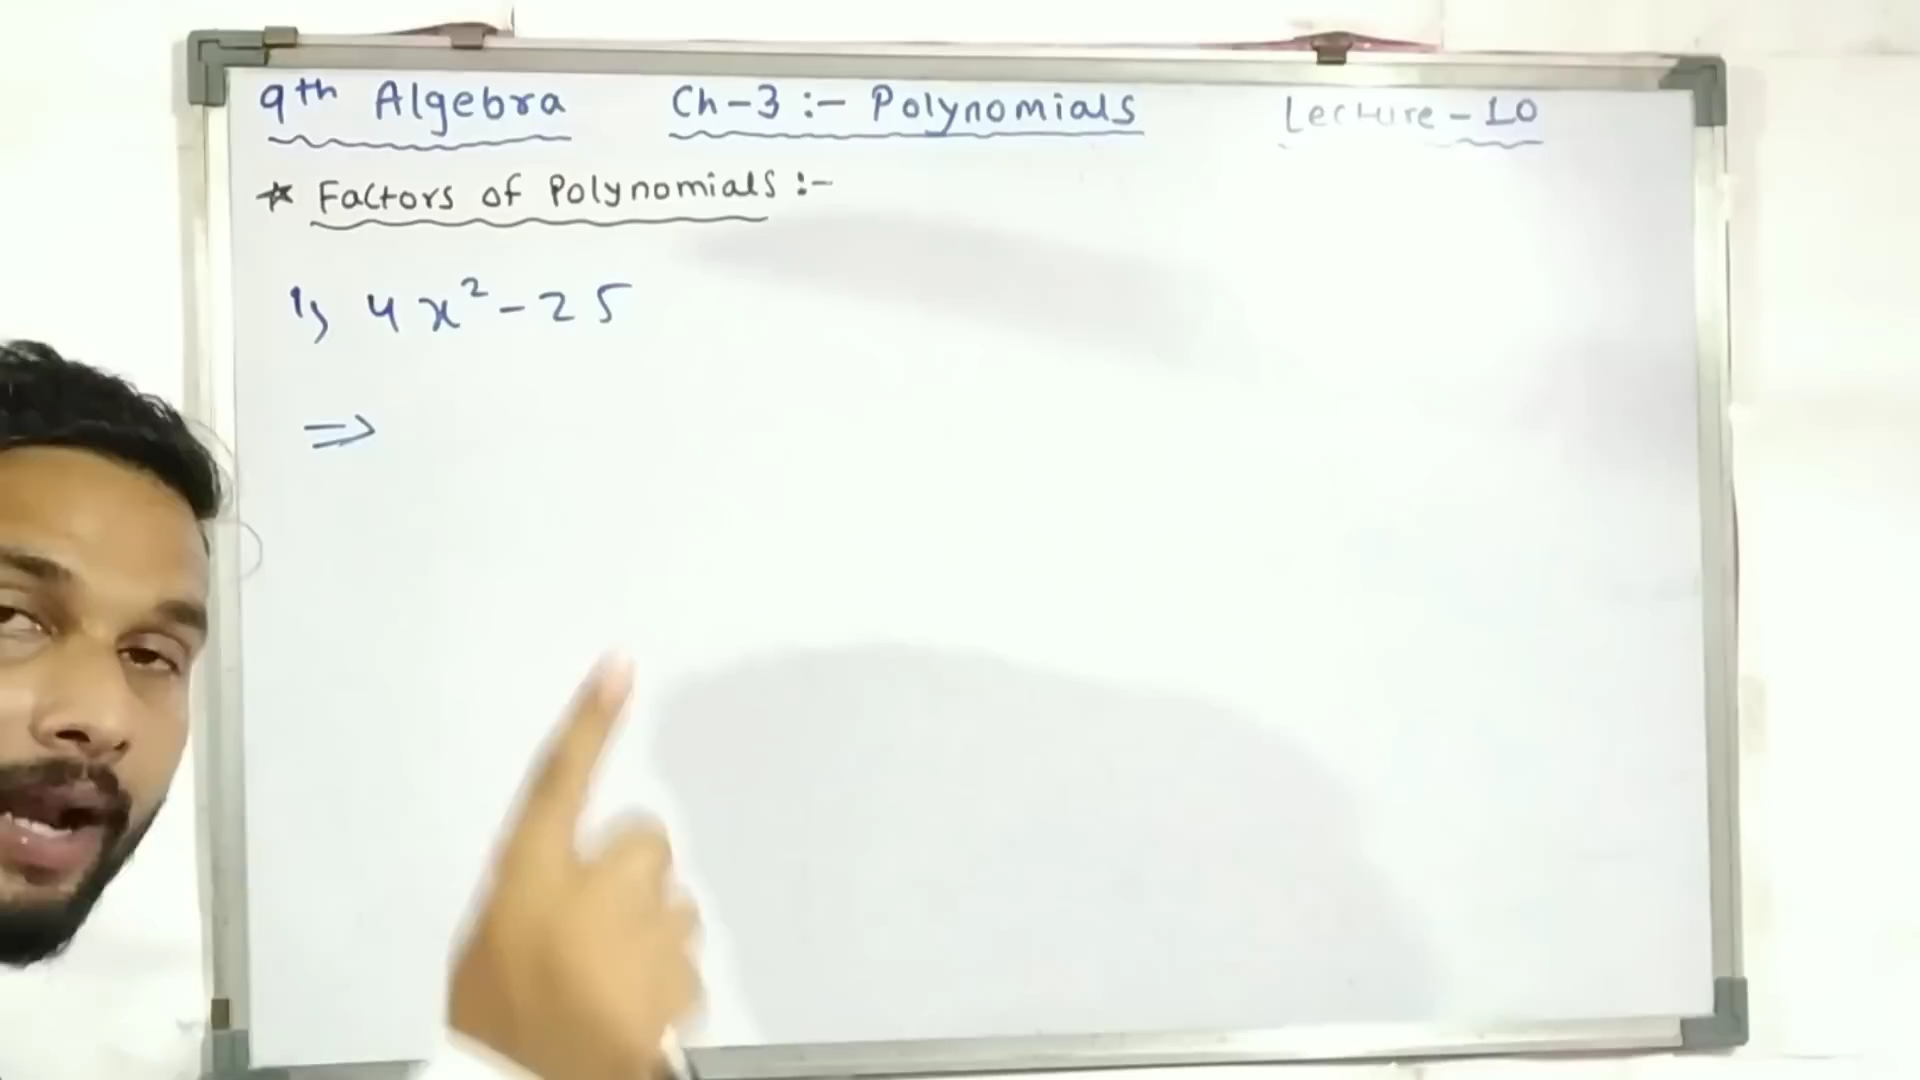 9th Algebra Ch-3 :- Polynomials Lecture - 10
* Factors of Polynomials :-
1) 4x² - 25
⇒